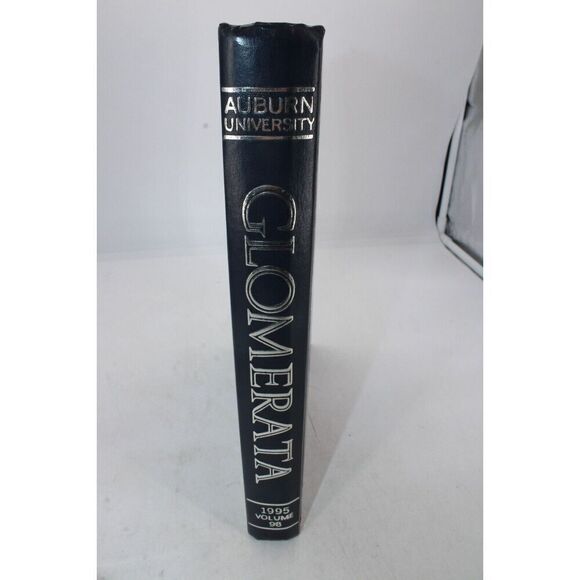 AUBURN
UNIVERSITY
GLOMERATA
1995
VOLUME
98